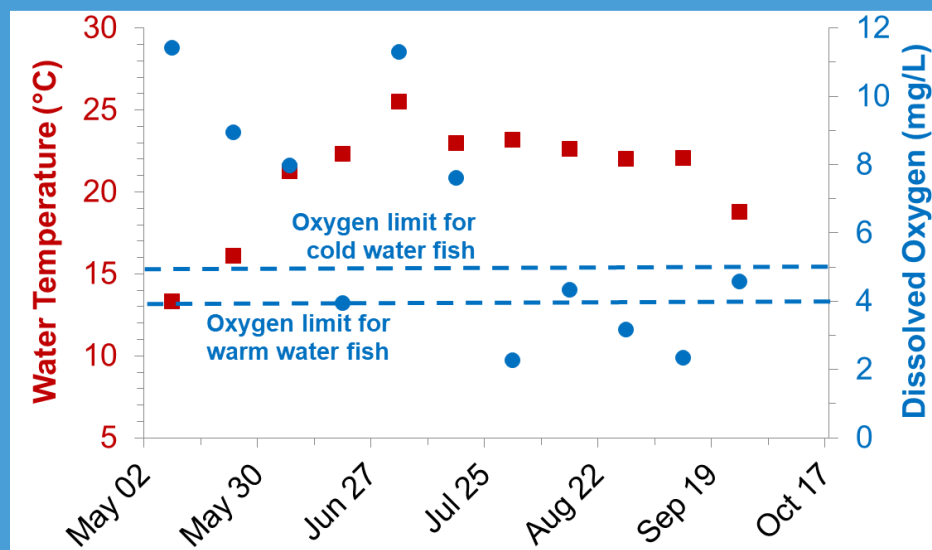 Water Temperature (°C)
30
25
20
15
10
5
Oxygen limit for
cold water fish
Oxygen limit for
warm water fish
12
10
8
6
4
2
0
Dissolved Oxygen (mg/L)
May 02
May 30
Jun 27
Jul 25
Aug 22
Sep 19
Oct 17